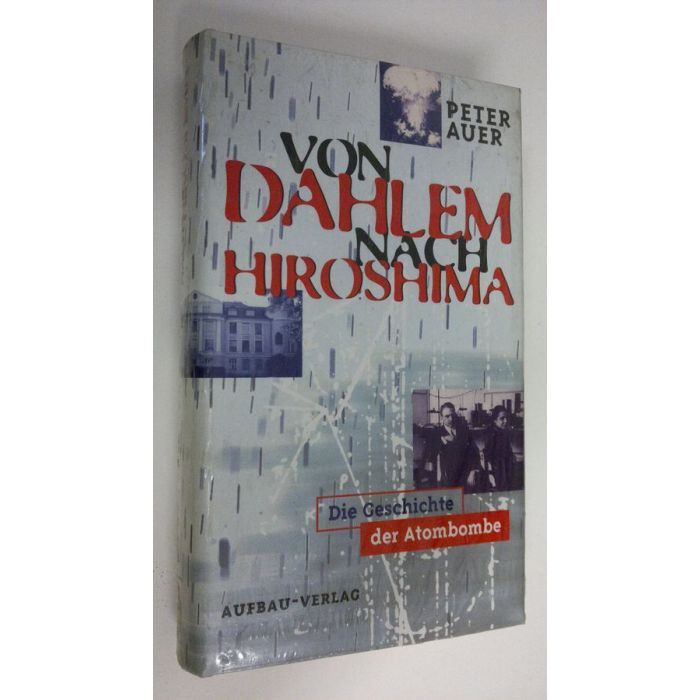 PETER
AUER
VON
DAHLEM
NACH
HIROSHIMA
Die Geschichte
der Atombombe
AUFBAU-VERLAG